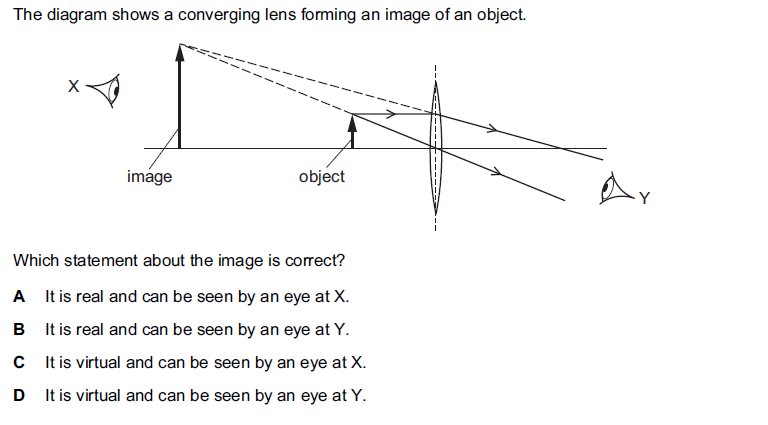 The diagram shows a converging lens forming an image of an object.
X
image
object
Y
Which statement about the image is correct?
A It is real and can be seen by an eye at X.
B It is real and can be seen by an eye at Y.
C It is virtual and can be seen by an eye at X.
D It is virtual and can be seen by an eye at Y.